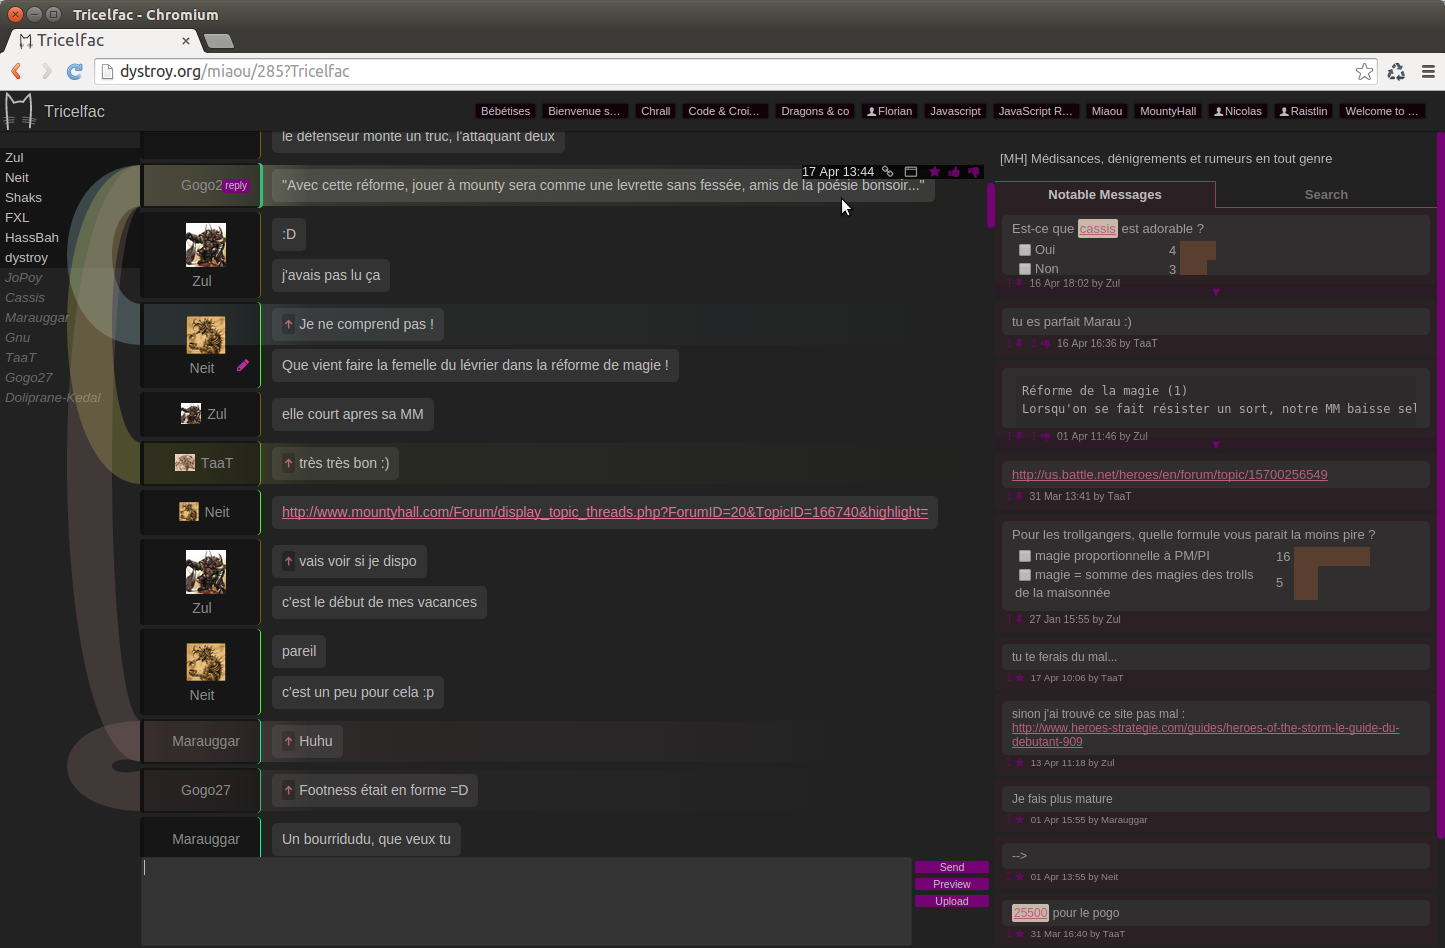 Tricelfac - Chromium
Tricelfac
dystroy.org/miaou/285?Tricelfac
Tricelfac
Bébétises
Bienvenue s...
Chrall
Code & Croi...
Dragons & co
Florian
Javascript
JavaScript R...
Miaou
MountyHall
Nicolas
Raistlin
Welcome to ...
Zul
Neit
Shaks
FXL
HassBah
dystroy
JoPoy
Cassis
Marauggar
Gnu
TaaT
Gogo27
Doliprane-Kedal
le défenseur monte un truc, l'attaquant deux
Gogo2
reply
17 Apr 13:44
"Avec cette réforme, jouer à mounty sera comme une levrette sans fessée, amis de la poésie bonsoir..."
Zul
:D
j'avais pas lu ça
Neit
Je ne comprend pas !
Que vient faire la femelle du lévrier dans la réforme de magie !
Zul
elle court apres sa MM
TaaT
très très bon :)
Neit
http://www.mountyhall.com/Forum/display_topic_threads.php?ForumID=20&TopicID=166740&highlight=
Zul
vais voir si je dispo
c'est le début de mes vacances
Neit
pareil
c'est un peu pour cela :p
Marauggar
Huhu
Gogo27
Footness était en forme =D
Marauggar
Un bourridudu, que veux tu
Send
Preview
Upload
[MH] Médisances, dénigrements et rumeurs en tout genre
Notable Messages
Search
Est-ce que cassis est adorable ?
Oui 4
Non 3
16 Apr 18:02 by Zul
tu es parfait Marau :)
16 Apr 16:36 by TaaT
Réforme de la magie (1)
Lorsqu'on se fait résister un sort, notre MM baisse sel
01 Apr 11:46 by Zul
http://us.battle.net/heroes/en/forum/topic/15700256549
31 Mar 13:41 by TaaT
Pour les trollgangers, quelle formule vous parait la moins pire ?
magie proportionnelle à PM/PI 16
magie = somme des magies des trolls
de la maisonnée 5
27 Jan 15:55 by Zul
tu te ferais du mal...
17 Apr 10:06 by TaaT
sinon j'ai trouvé ce site pas mal :
http://www.heroes-strategie.com/guides/heroes-of-the-storm-le-guide-du-
debutant-909
13 Apr 11:18 by Zul
Je fais plus mature
01 Apr 15:55 by Marauggar
-->
01 Apr 13:55 by Neit
25500 pour le pogo
31 Mar 16:40 by TaaT